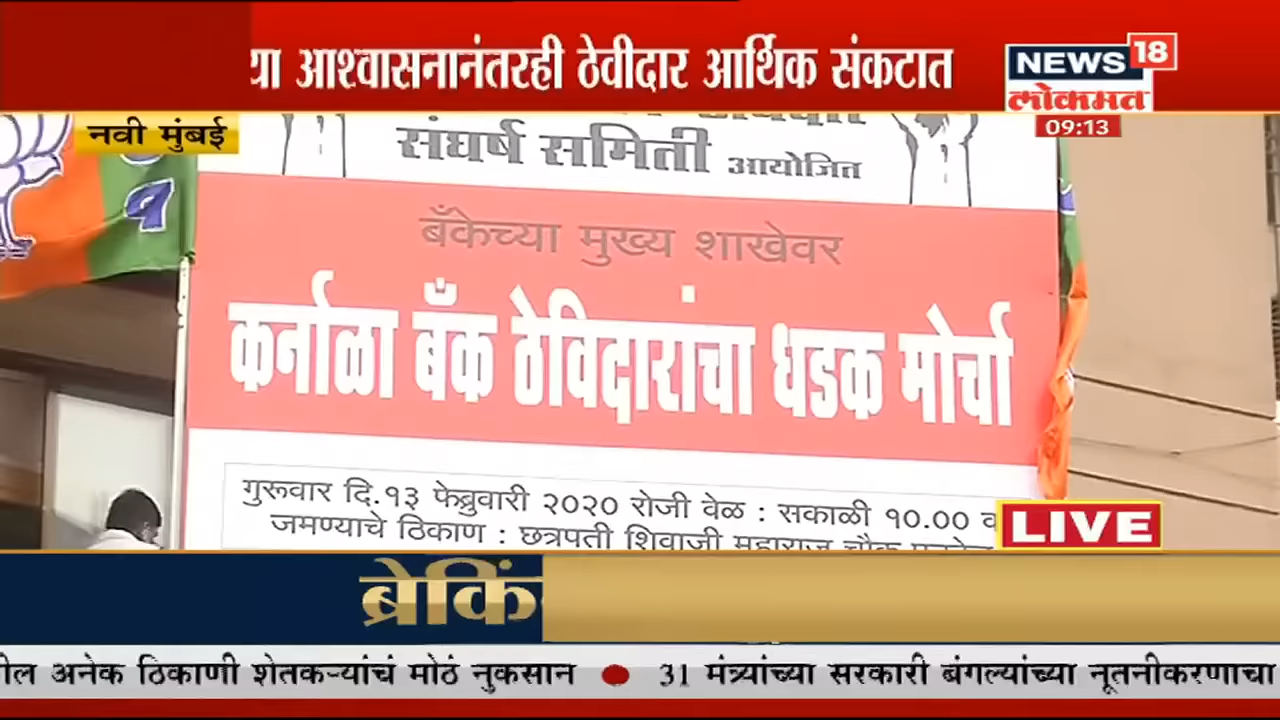 आश्वासनानंतरही ठेवीदार आर्थिक संकटात
NEWS 18
लोकमत
09:13
नवी मुंबई
संघर्ष समिती आयोजित
बँकेच्या मुख्य शाखेवर
कर्नाळा बँक ठेविदारांचा धडक मोर्चा
गुरूवार दि.१३ फेब्रुवारी २०२० रोजी वेळ : सकाळी १०.००
जमण्याचे ठिकाण : छत्रपती शिवाजी महाराज चौक
LIVE
अनेक ठिकाणी शेतकऱ्यांचं मोठं नुकसान ● 31 मंत्र्यांच्या सरकारी बंगल्यांच्या नूतनीकरणाचा